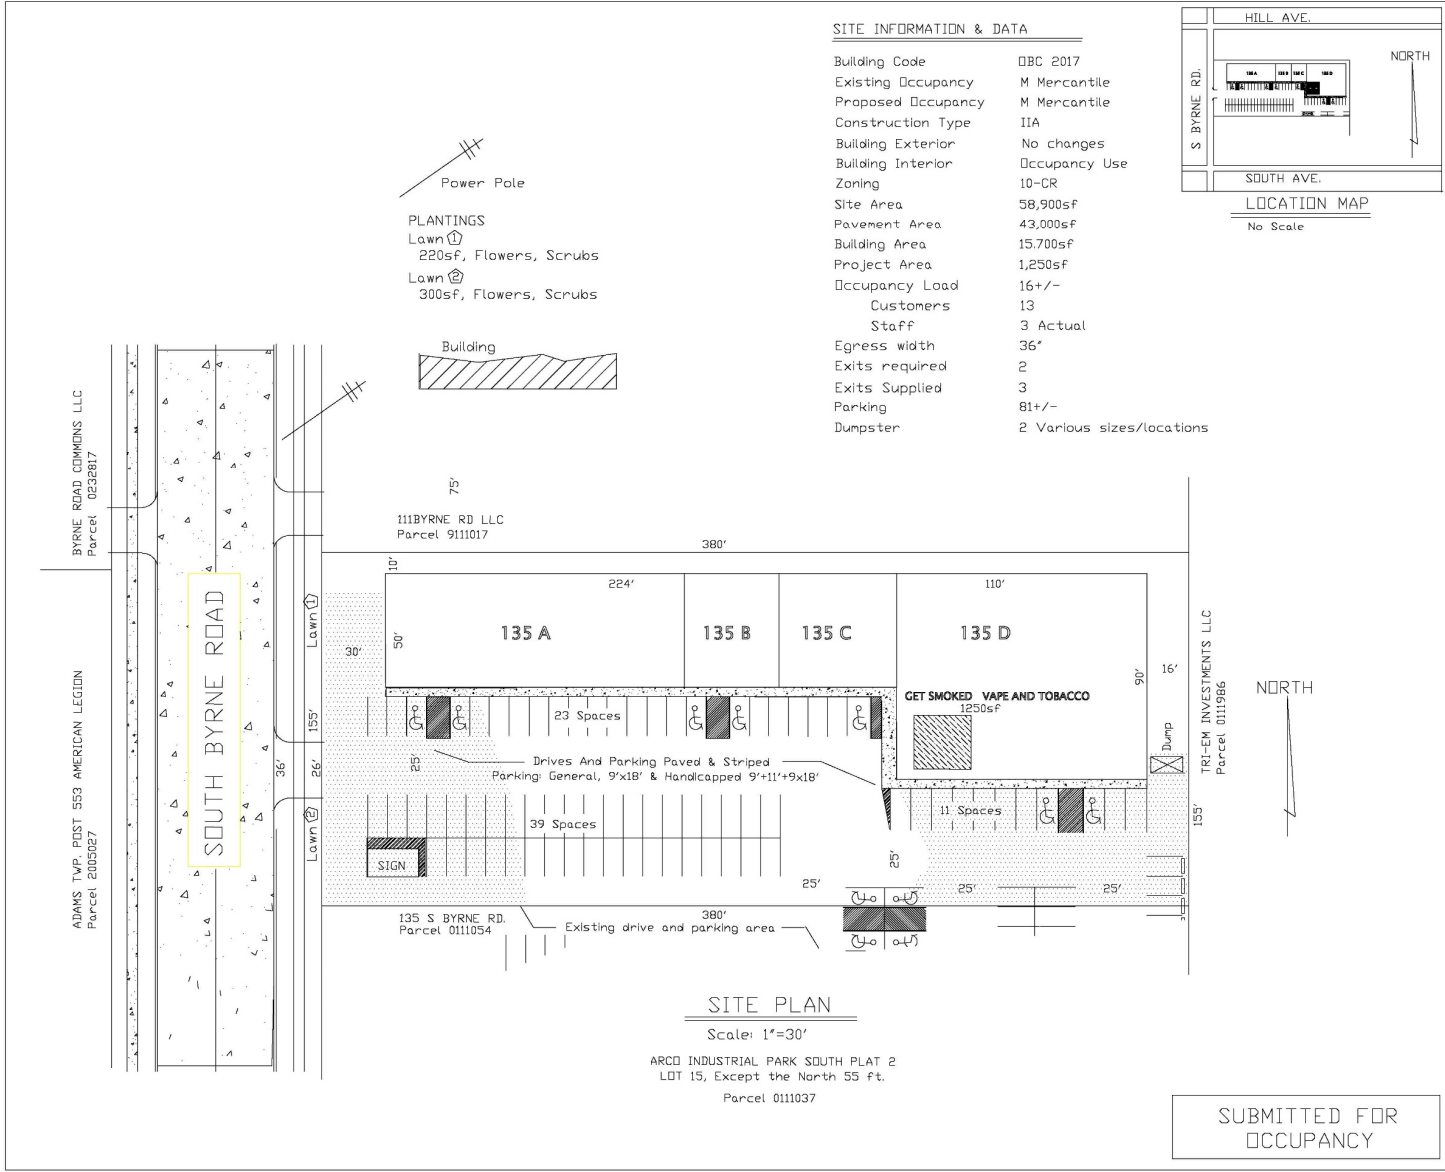 SITE INFORMATION & DATA
Building Code OBC 2017
Existing Occupancy M Mercantile
Proposed Occupancy M Mercantile
Construction Type IIA
Building Exterior No changes
Building Interior Occupancy Use
Zoning 10-CR
Site Area 58,900sf
Pavement Area 43,000sf
Building Area 15.700sf
Project Area 1,250sf
Occupancy Load 16+/-
Customers 13
Staff 3 Actual
Egress width 36"
Exits required 2
Exits Supplied 3
Parking 81+/-
Dumpster 2 Various sizes/locations
HILL AVE.
S BYRNE RD.
135 A
135 B
135 C
135 D
NORTH
SOUTH AVE.
LOCATION MAP
No Scale
Power Pole
PLANTINGS
Lawn 1
220sf, Flowers, Scrubs
Lawn 2
300sf, Flowers, Scrubs
Building
BYRNE ROAD COMMONS LLC
Parcel 0232817
ADAMS TWP. POST 553 AMERICAN LEGION
Parcel 2005027
SOUTH BYRNE ROAD
75'
111BYRNE RD LLC
Parcel 9111017
380'
10'
224'
110'
Lawn 1
30'
50'
135 A
135 B
135 C
135 D
90'
16'
TRI-EM INVESTMENTS LLC
Parcel 0111986
NORTH
GET SMOKED VAPE AND TOBACCO
1250sf
23 Spaces
155'
36'
26'
25'
Drives And Parking Paved & Striped
Parking: General, 9'x18' & Handicapped 9'+11'+9x18'
Dump
155'
Lawn 2
39 Spaces
11 Spaces
SIGN
25'
25'
25'
25'
135 S BYRNE RD.
Parcel 0111054
380'
Existing drive and parking area
SITE PLAN
Scale: 1"=30'
ARCO INDUSTRIAL PARK SOUTH PLAT 2
LOT 15, Except the North 55 ft.
Parcel 0111037
SUBMITTED FOR
OCCUPANCY